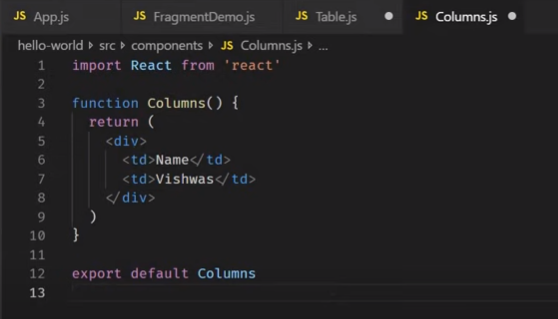 JS App.js JS FragmentDemo.js JS Table.js JS Columns.js
hello-world > src > components > JS Columns.js > ...
1 import React from 'react'
2
3 function Columns() {
4 return (
5 <div>
6 <td>Name</td>
7 <td>Vishwas</td>
8 </div>
9 )
10 }
11
12 export default Columns
13